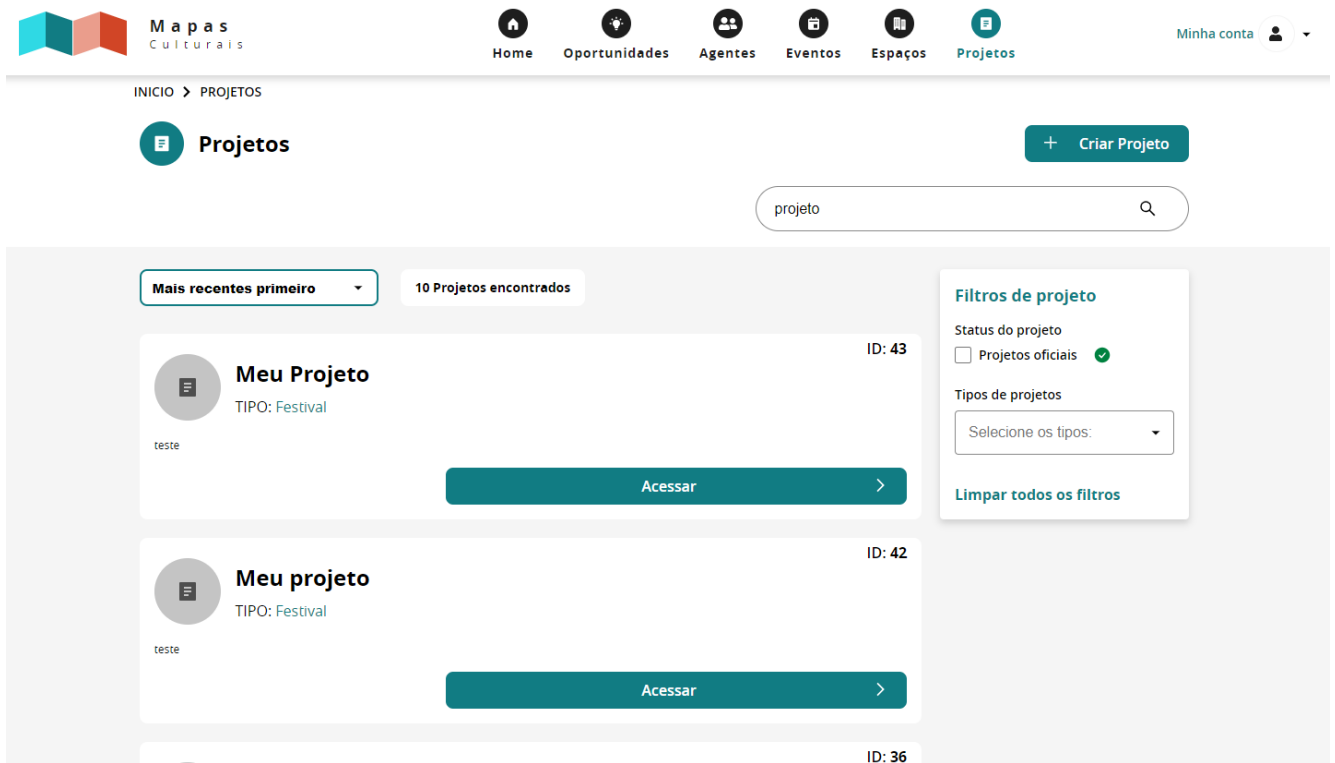 Mapas
Culturais
Home
Oportunidades
Agentes
Eventos
Espaços
Projetos
Minha conta
INICIO > PROJETOS
Projetos
+ Criar Projeto
projeto
Mais recentes primeiro
10 Projetos encontrados
ID: 43
Meu Projeto
TIPO: Festival
teste
Acessar
ID: 42
Meu projeto
TIPO: Festival
teste
Acessar
ID: 36
Filtros de projeto
Status do projeto
Projetos oficiais
Tipos de projetos
Selecione os tipos:
Limpar todos os filtros